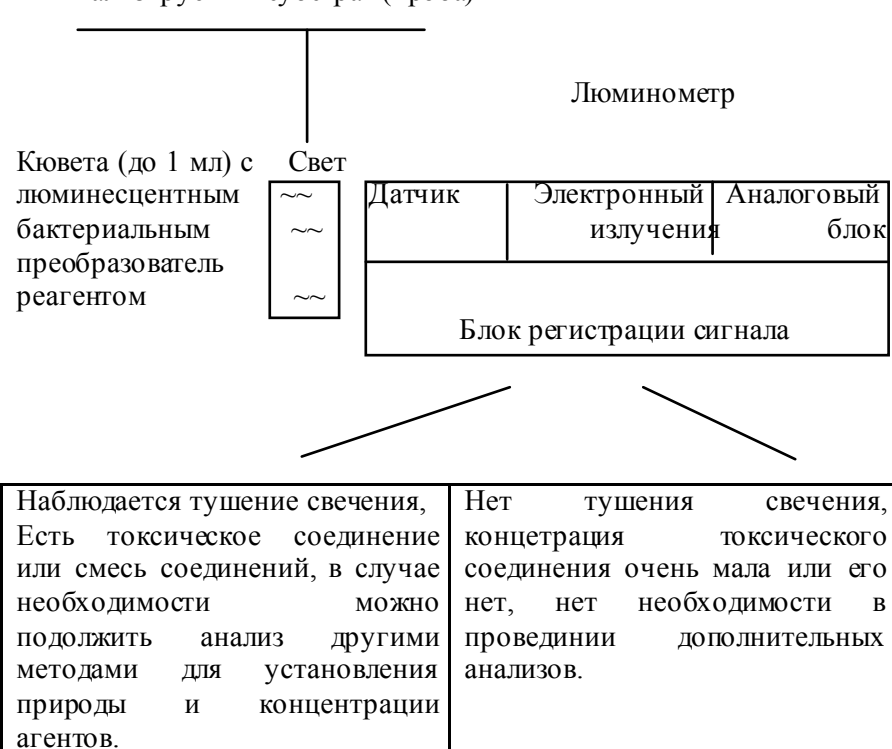 Люминометр
Кювета (до 1 мл) с Свет
люминесцентным ~~ Датчик Электронный Аналоговый
бактериальным ~~ излучения блок
преобразователь
реагентом ~~
Блок регистрации сигнала
Наблюдается тушение свечения,
Есть токсическое соединение
или смесь соединений, в случае
необходимости можно
подолжить анализ другими
методами для установления
природы и концентрации
агентов.
Нет тушения свечения,
концетрация токсического
соединения очень мала или его
нет, нет необходимости в
провединии дополнительных
анализов.